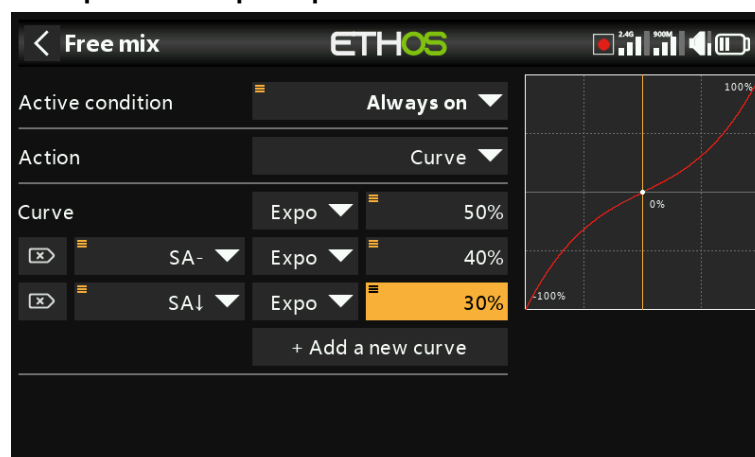 Free mix ETHOS 2.4G 900M
Active condition Always on
100%
Action Curve
Curve Expo 50%
0%
SA- Expo 40%
SA↓ Expo 30%
-100%
+ Add a new curve